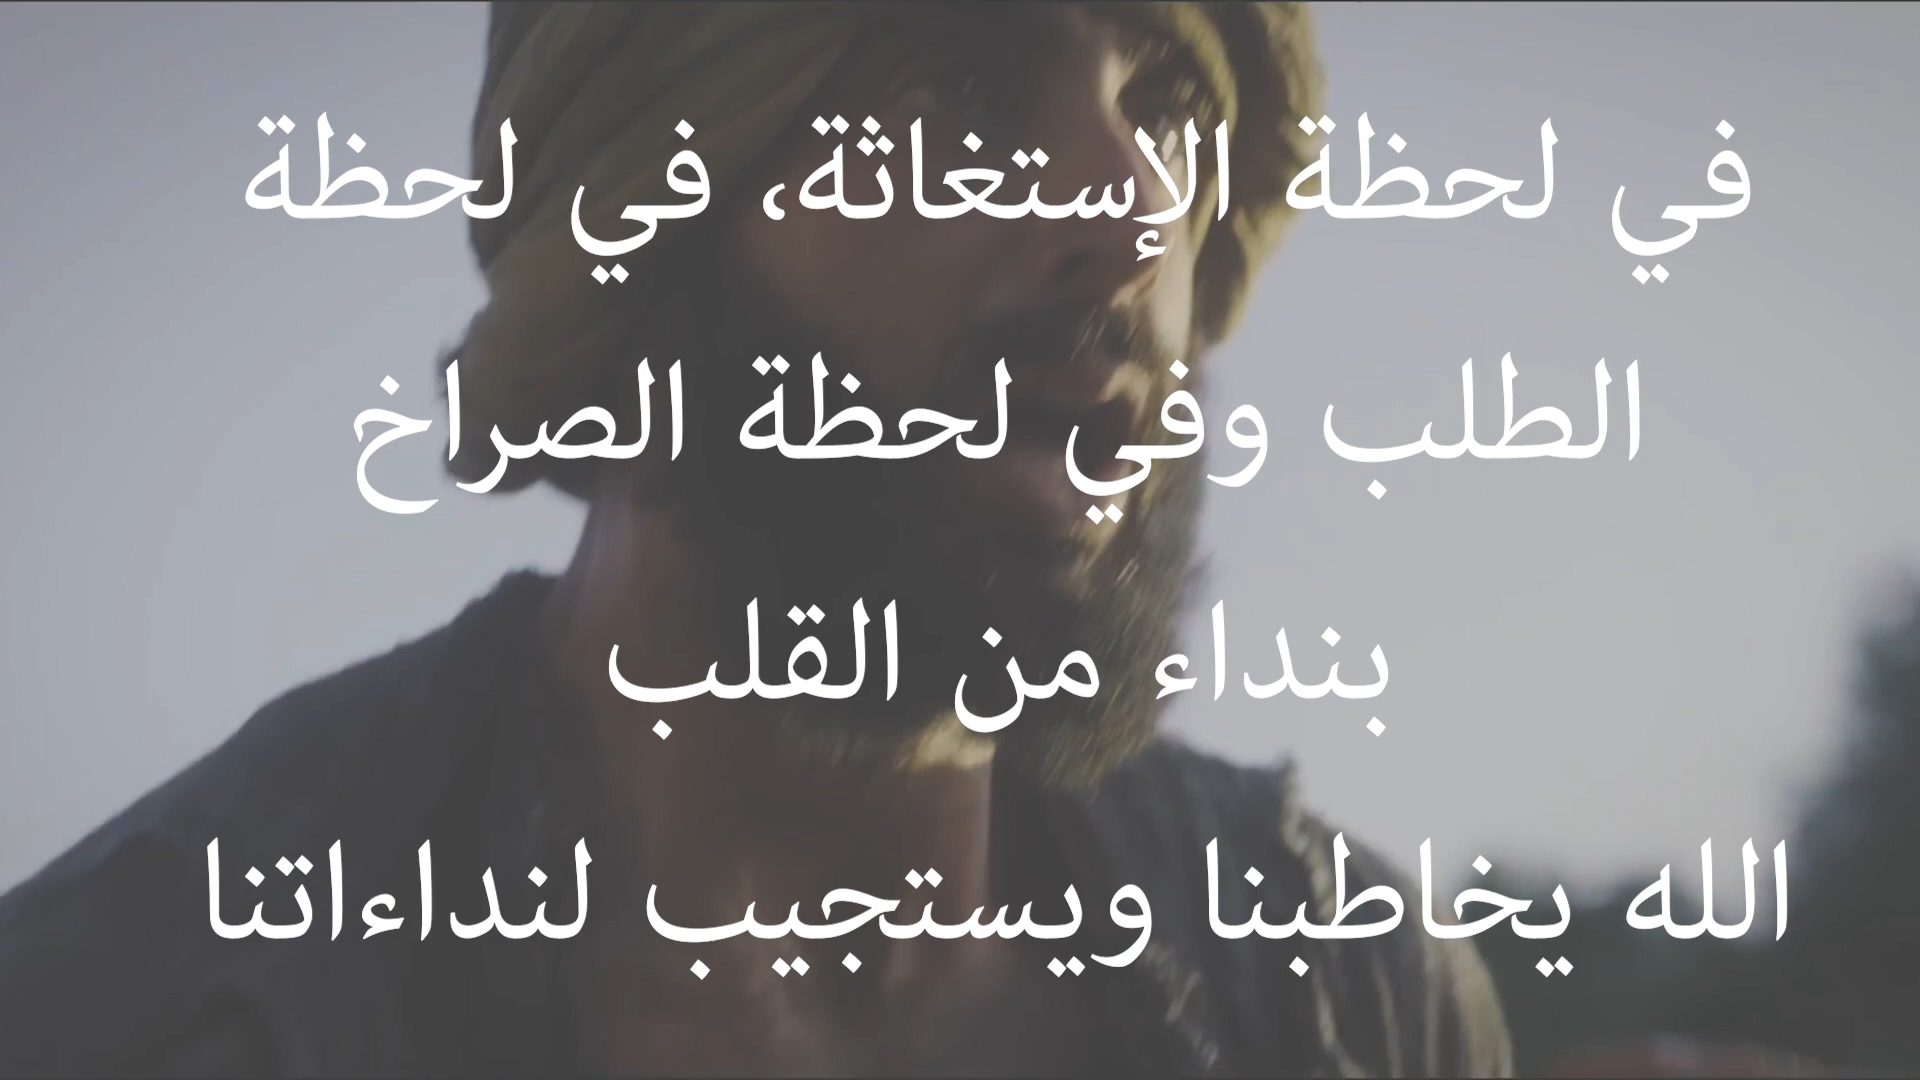 في لحظة الإستغاثة، في لحظة
الطلب وفي لحظة الصراخ
بنداء من القلب
الله يخاطبنا ويستجيب لنداءاتنا